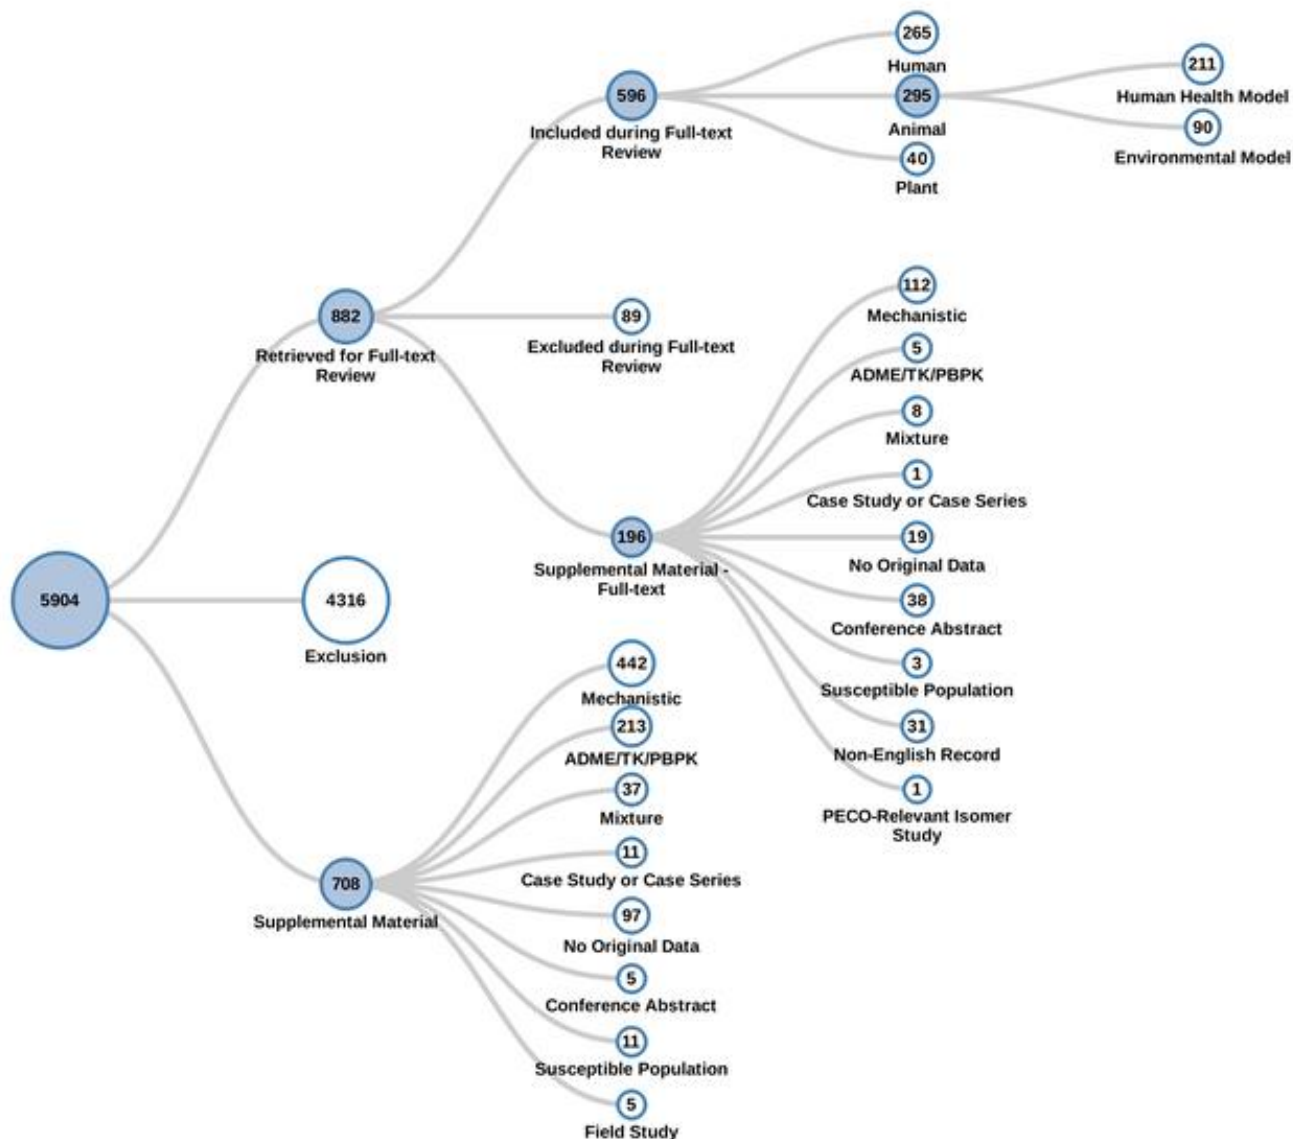 5904
882
Retrieved for Full-text
Review
4316
Exclusion
708
Supplemental Material
596
Included during Full-text
Review
89
Excluded during Full-text
Review
196
Supplemental Material -
Full-text
265
Human
295
Animal
40
Plant
211
Human Health Model
90
Environmental Model
112
Mechanistic
5
ADME/TK/PBPK
8
Mixture
1
Case Study or Case Series
19
No Original Data
38
Conference Abstract
3
Susceptible Population
31
Non-English Record
1
PECO-Relevant Isomer
Study
442
Mechanistic
213
ADME/TK/PBPK
37
Mixture
11
Case Study or Case Series
97
No Original Data
5
Conference Abstract
11
Susceptible Population
5
Field Study